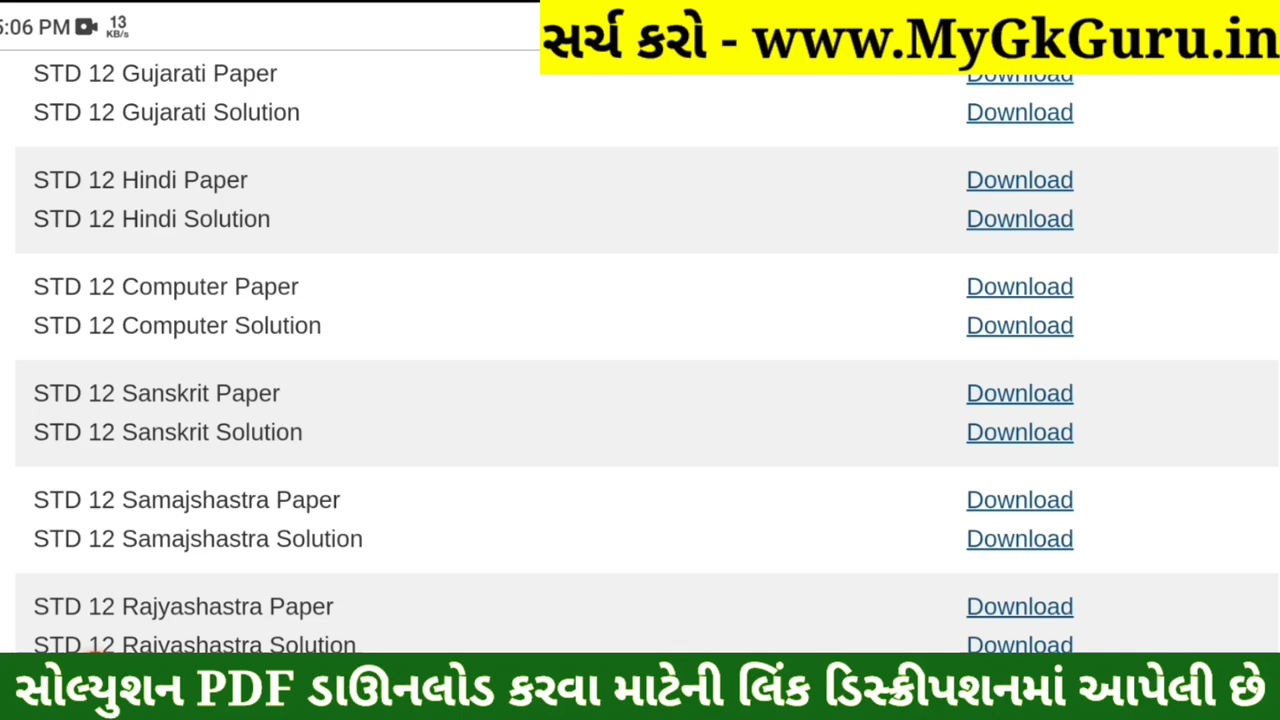 5:06 PM 13 KB/s
સર્ચ કરો - www.MyGkGuru.in
STD 12 Gujarati Paper Download
STD 12 Gujarati Solution Download
STD 12 Hindi Paper Download
STD 12 Hindi Solution Download
STD 12 Computer Paper Download
STD 12 Computer Solution Download
STD 12 Sanskrit Paper Download
STD 12 Sanskrit Solution Download
STD 12 Samajshastra Paper Download
STD 12 Samajshastra Solution Download
STD 12 Rajyashastra Paper Download
STD 12 Rajyashastra Solution Download
સોલ્યુશન PDF ડાઊનલોડ કરવા માટેની લિંક ડિસ્ક્રીપશનમાં આપેલી છે